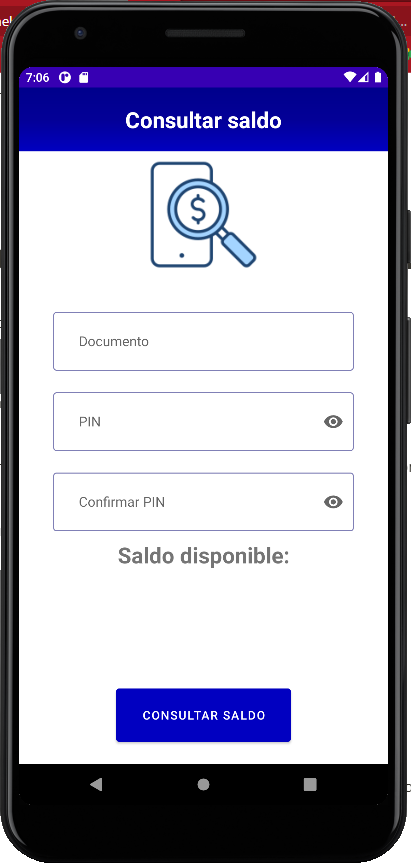 7:06
Consultar saldo
$
Documento
PIN
Confirmar PIN
Saldo disponible:
CONSULTAR SALDO